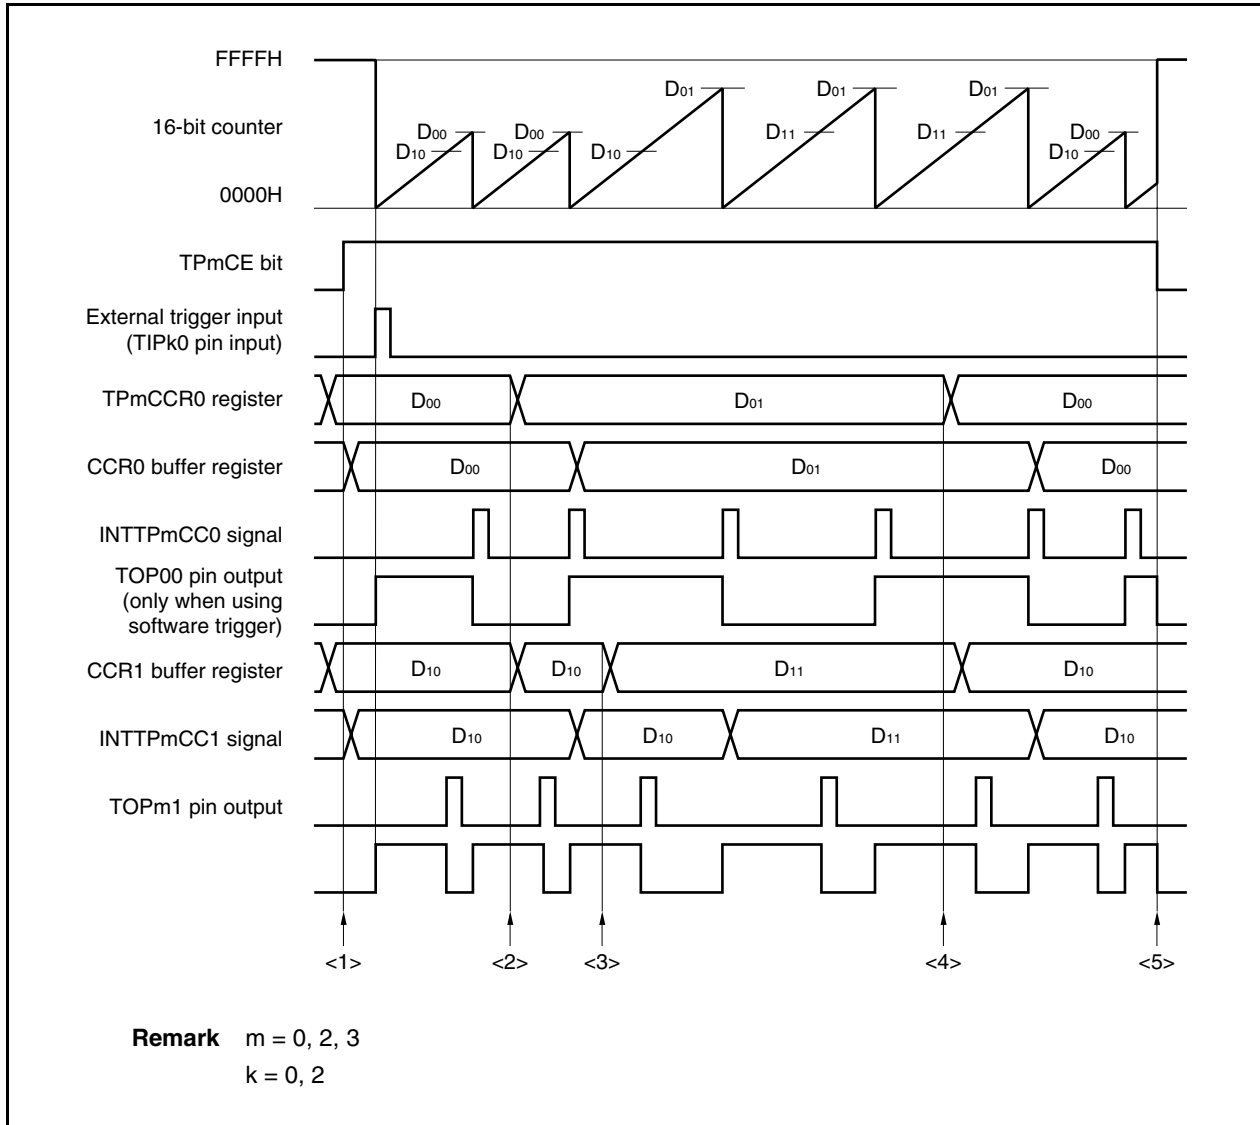 FFFFH
16-bit counter
0000H
D01 D01 D01
D00 D00 D11 D11 D00
D10 D10 D10 D10
TPmCE bit
External trigger input
(TIPk0 pin input)
TPmCCR0 register D00 D01 D00
CCR0 buffer register D00 D01 D00
INTTPmCC0 signal
TOP00 pin output
(only when using
software trigger)
CCR1 buffer register D10 D10 D11 D10
INTTPmCC1 signal D10 D10 D11 D10
TOPm1 pin output
<1> <2> <3> <4> <5>
Remark m = 0, 2, 3
k = 0, 2